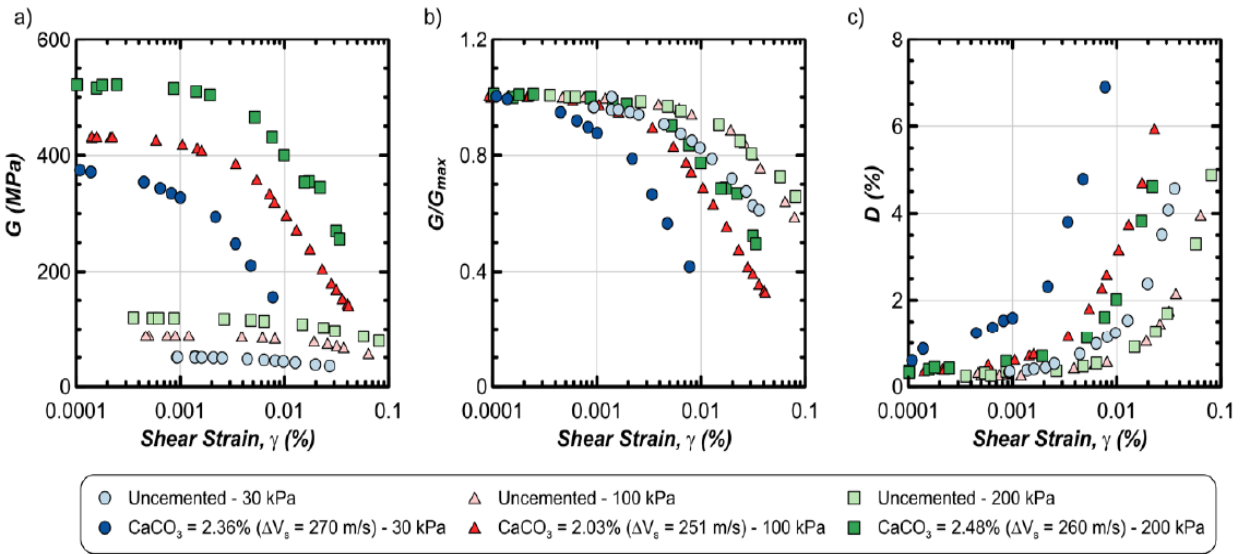 a)
600
400
200
0
G (MPa)
0.0001
0.001
0.01
0.1
Shear Strain, γ (%)
b)
1.2
0.8
0.4
0
G/Gmax
0.0001
0.001
0.01
0.1
Shear Strain, γ (%)
c)
8
6
4
2
0
D (%)
0.0001
0.001
0.01
0.1
Shear Strain, γ (%)
Uncemented - 30 kPa
Uncemented - 100 kPa
Uncemented - 200 kPa
CaCO₃ = 2.36% (ΔVₛ = 270 m/s) - 30 kPa
CaCO₃ = 2.03% (ΔVₛ = 251 m/s) - 100 kPa
CaCO₃ = 2.48% (ΔVₛ = 260 m/s) - 200 kPa